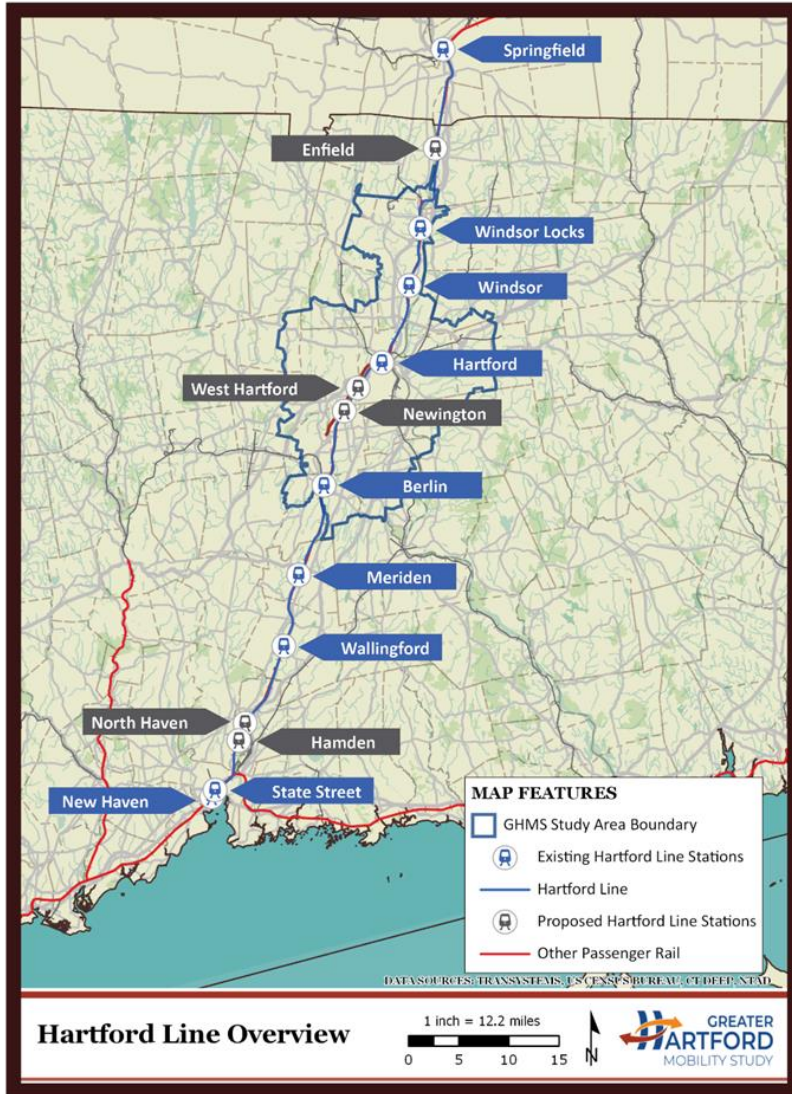 Springfield
Enfield
Windsor Locks
Windsor
Hartford
West Hartford
Newington
Berlin
Meriden
Wallingford
North Haven
Hamden
State Street
New Haven
MAP FEATURES
GHMS Study Area Boundary
Existing Hartford Line Stations
Hartford Line
Proposed Hartford Line Stations
Other Passenger Rail
DATA SOURCES: TRANSYSTEMS, US CENSUS BUREAU, CT DEEP, NTAD
Hartford Line Overview
1 inch = 12.2 miles
0 5 10 15
N
GREATER
HARTFORD
MOBILITY STUDY